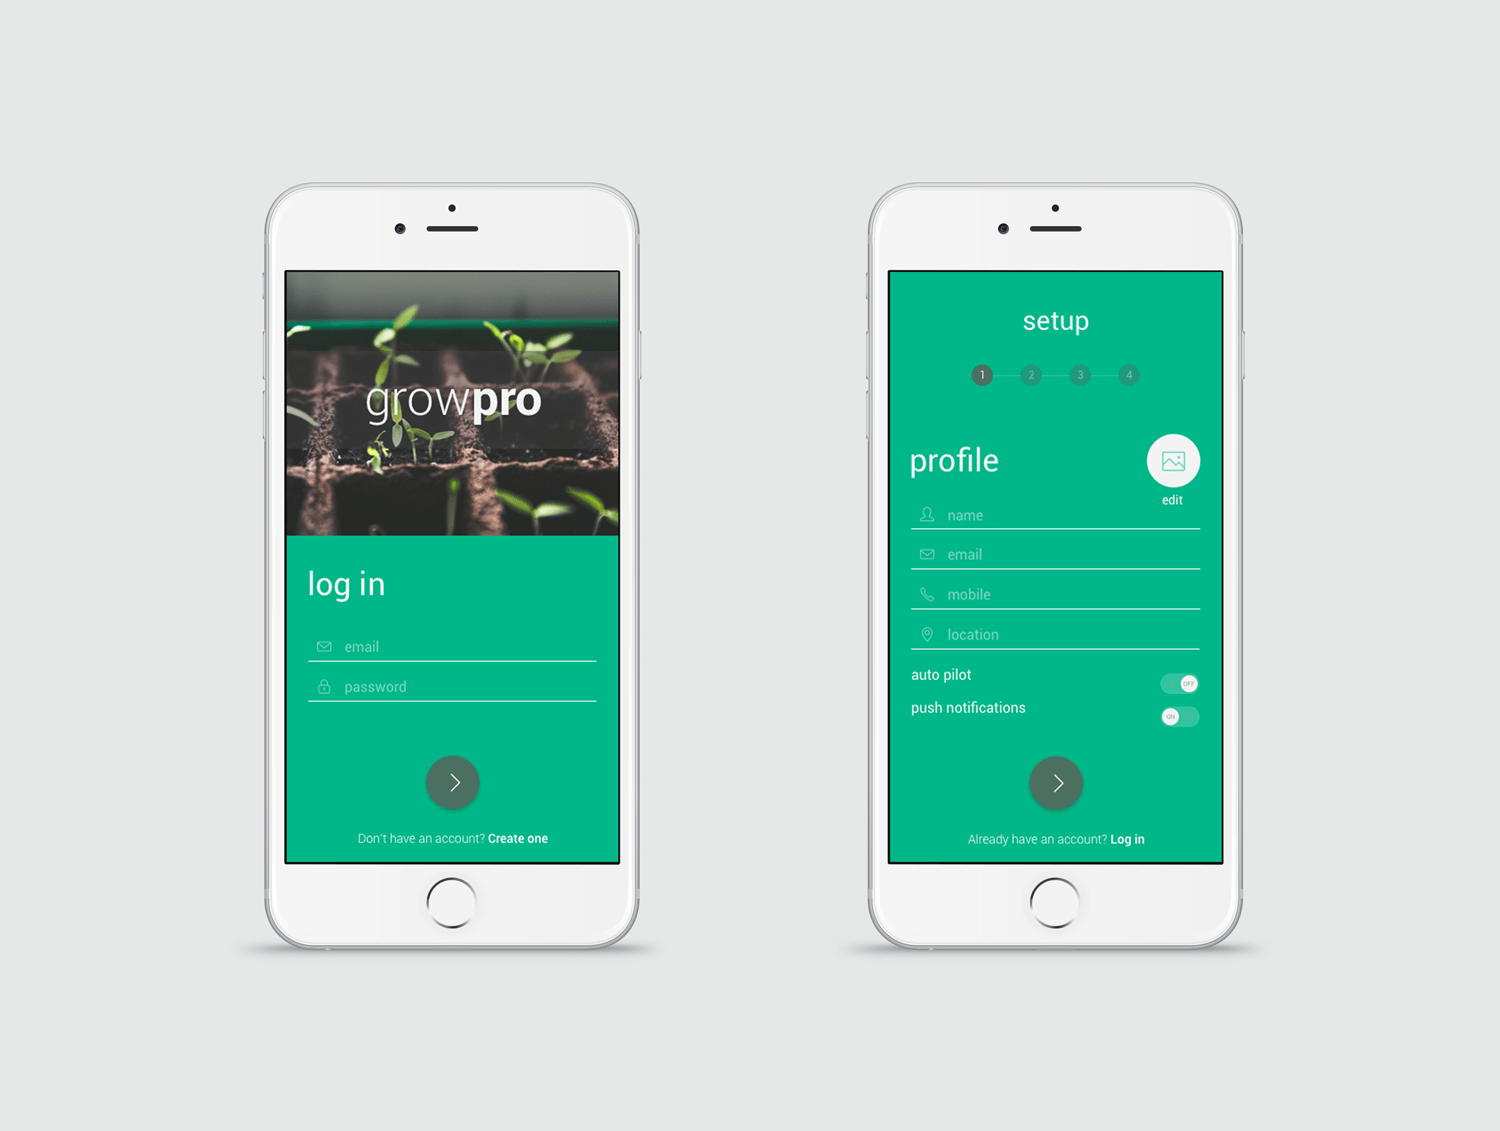 growpro
log in
email
password
Don't have an account? Create one
setup
1 2 3 4
profile
edit
name
email
mobile
location
auto pilot
OFF
push notifications
ON
Already have an account? Log in